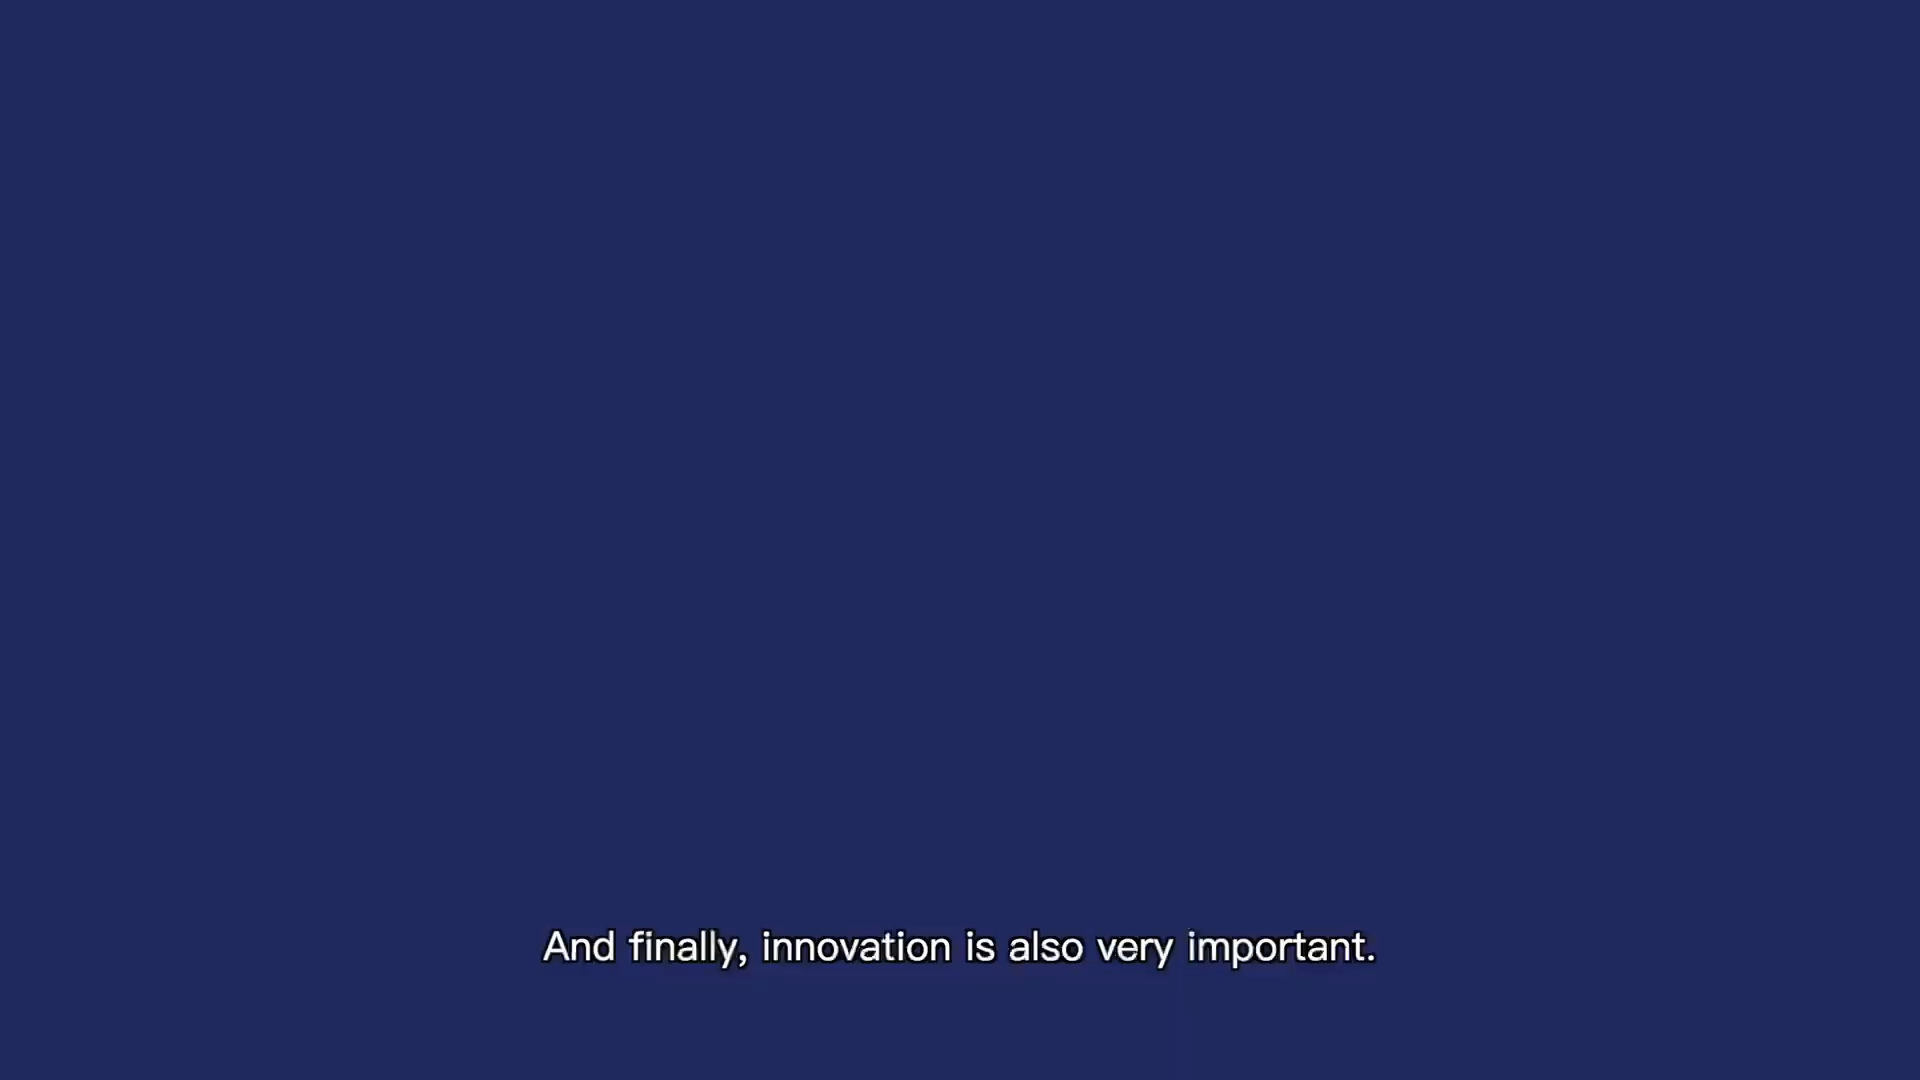 And finally, innovation is also very important.